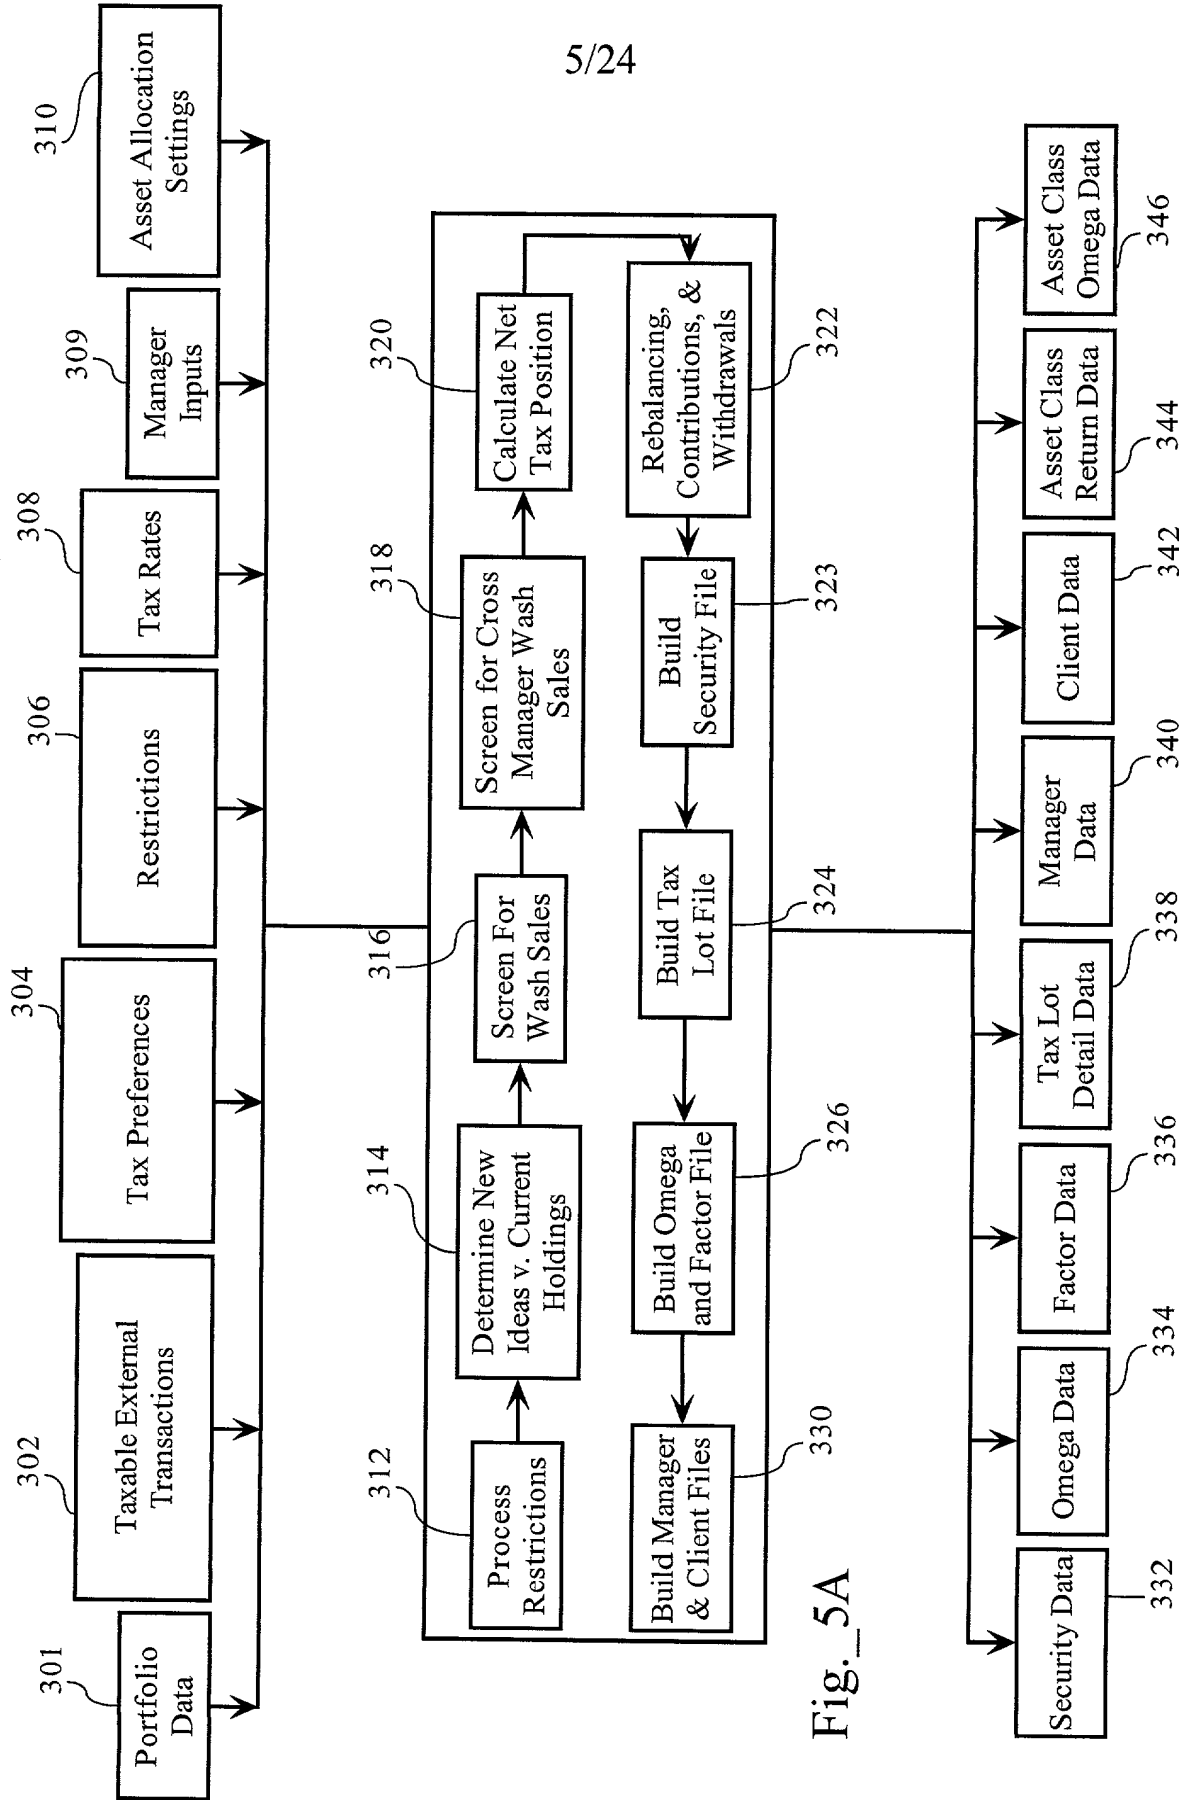 5/24
301
Portfolio
Data
302
Taxable External
Transactions
304
Tax Preferences
306
Restrictions
308
Tax Rates
309
Manager
Inputs
310
Asset Allocation
Settings
312
Process
Restrictions
314
Determine New
Ideas v. Current
Holdings
316
Screen For
Wash Sales
318
Screen for Cross
Manager Wash
Sales
320
Calculate Net
Tax Position
Rebalancing,
Contributions, &
Withdrawals
322
Build
Security File
323
Build Tax
Lot File
324
Build Omega
and Factor File
326
Build Manager
& Client Files
330
Fig._5A
Security Data
332
Omega Data
334
Factor Data
336
Tax Lot
Detail Data
338
Manager
Data
340
Client Data
342
Asset Class
Return Data
344
Asset Class
Omega Data
346